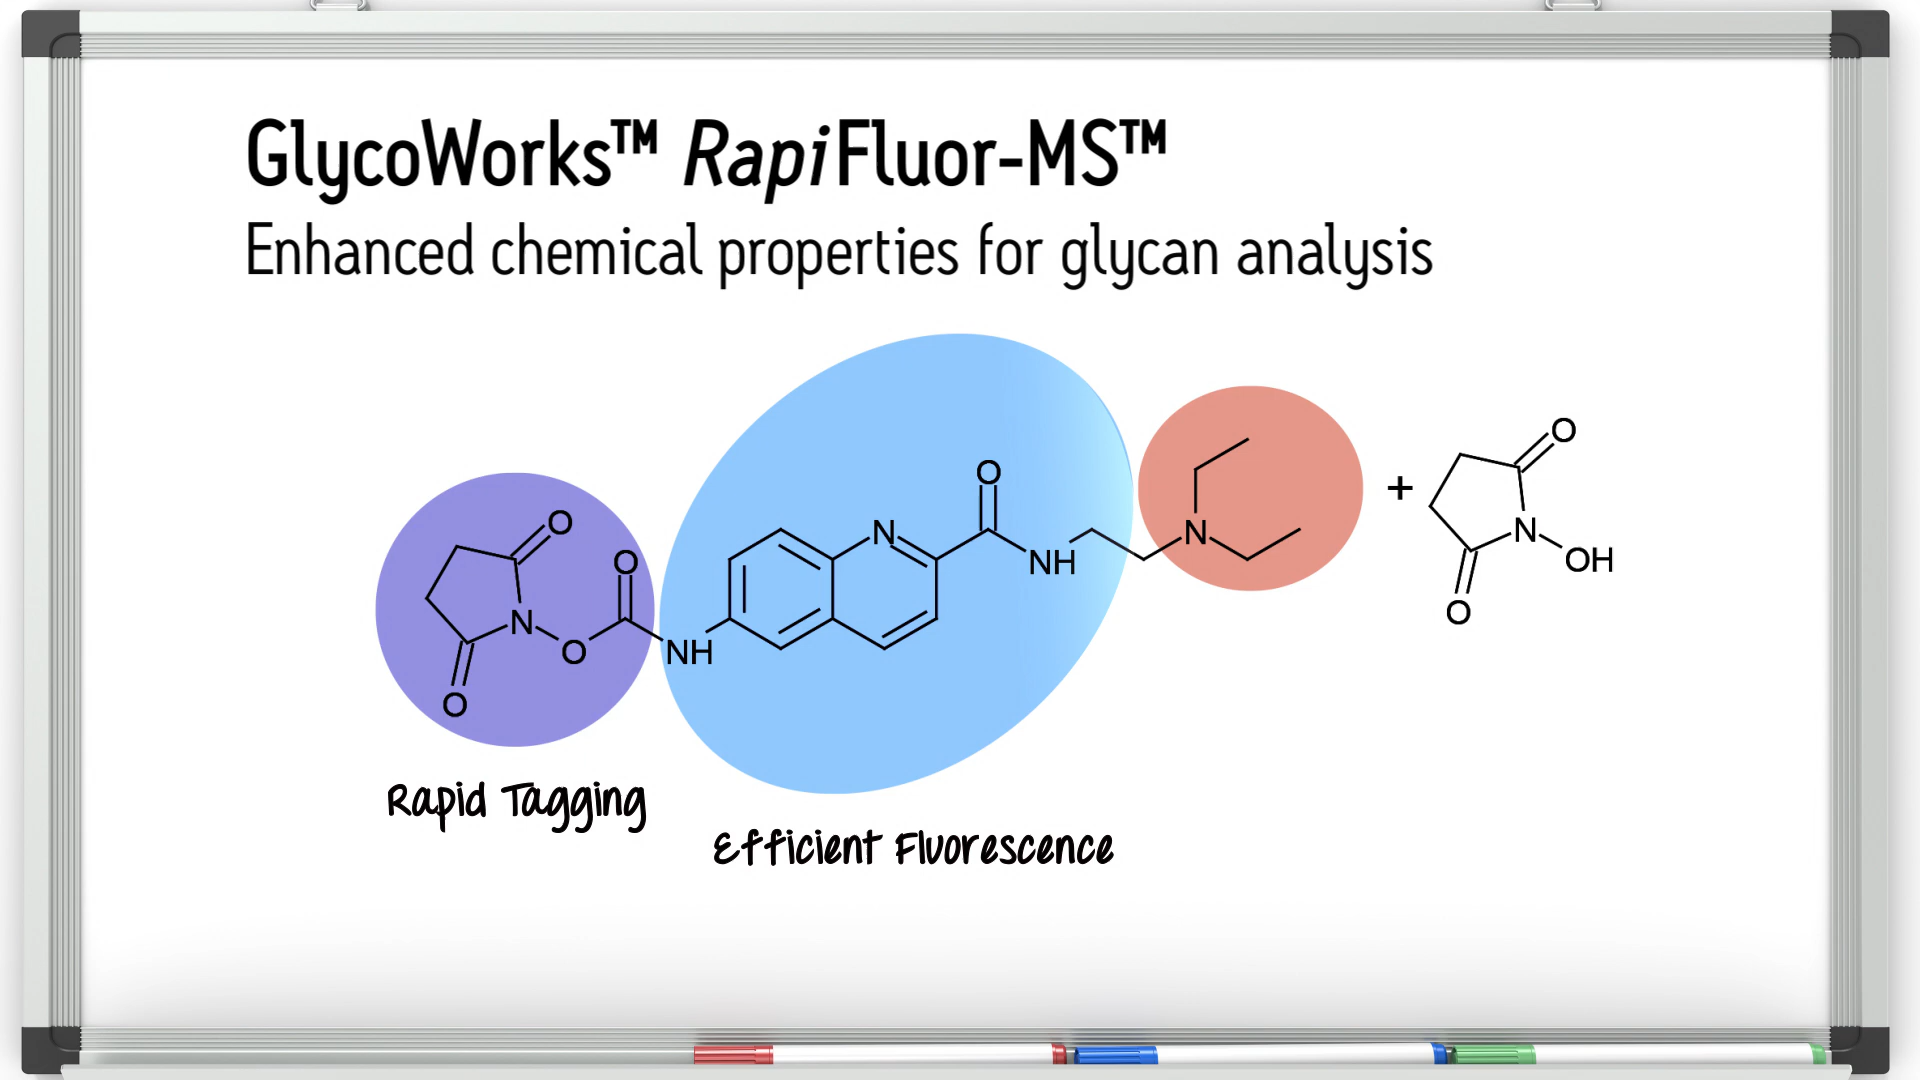 GlycoWorks™ RapiFluor-MS™
Enhanced chemical properties for glycan analysis
O
O
N
O
O
NH
N
O
NH
N
+
O
N
OH
O
Rapid Tagging
Efficient Fluorescence